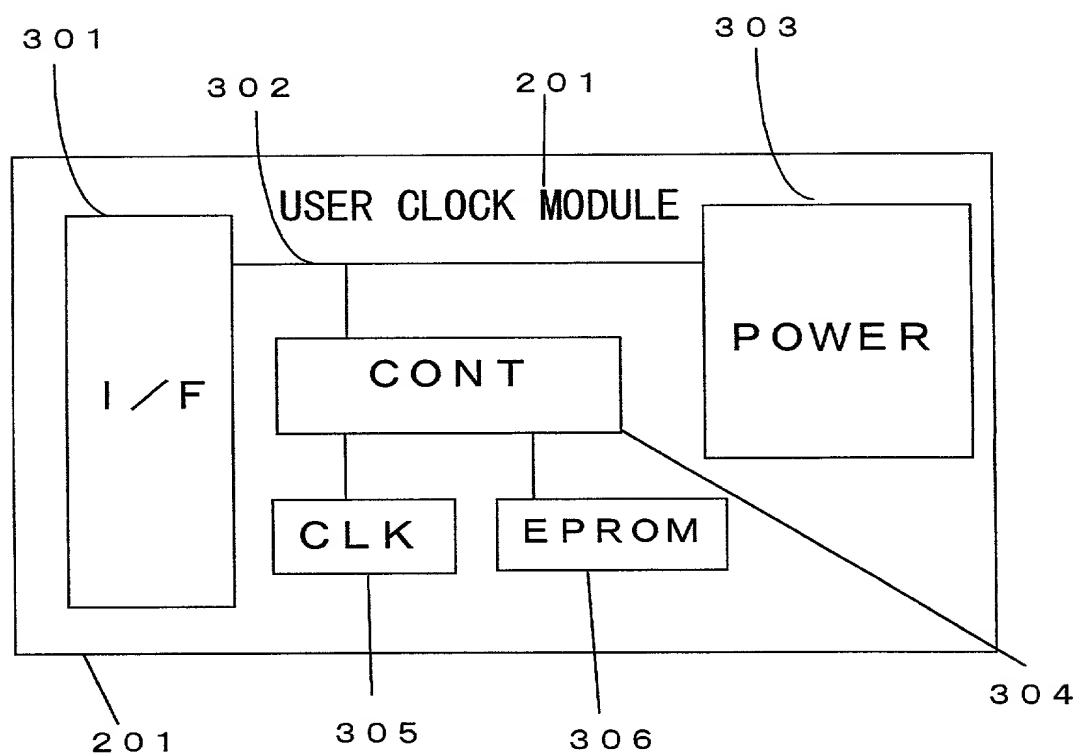 301
302
201
303
USER CLOCK MODULE
I/F
CONT
POWER
CLK
EPROM
201
305
306
304